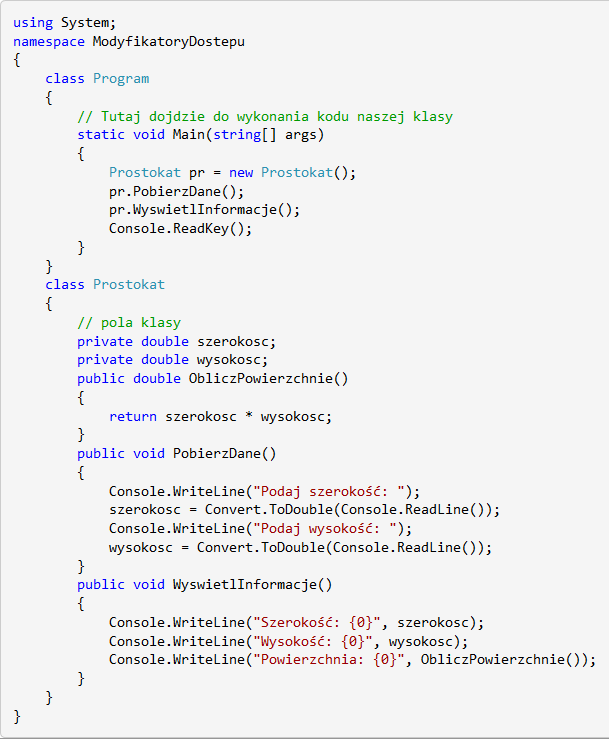 using System;
namespace ModyfikatoryDostepu
{
    class Program
    {
        // Tutaj dojdzie do wykonania kodu naszej klasy
        static void Main(string[] args)
        {
            Prostokat pr = new Prostokat();
            pr.PobierzDane();
            pr.WyswietlInformacje();
            Console.ReadKey();
        }
    }
    class Prostokat
    {
        // pola klasy
        private double szerokosc;
        private double wysokosc;
        public double ObliczPowierzchnie()
        {
            return szerokosc * wysokosc;
        }
        public void PobierzDane()
        {
            Console.WriteLine("Podaj szerokość: ");
            szerokosc = Convert.ToDouble(Console.ReadLine());
            Console.WriteLine("Podaj wysokość: ");
            wysokosc = Convert.ToDouble(Console.ReadLine());
        }
        public void WyswietlInformacje()
        {
            Console.WriteLine("Szerokość: {0}", szerokosc);
            Console.WriteLine("Wysokość: {0}", wysokosc);
            Console.WriteLine("Powierzchnia: {0}", ObliczPowierzchnie());
        }
    }
}